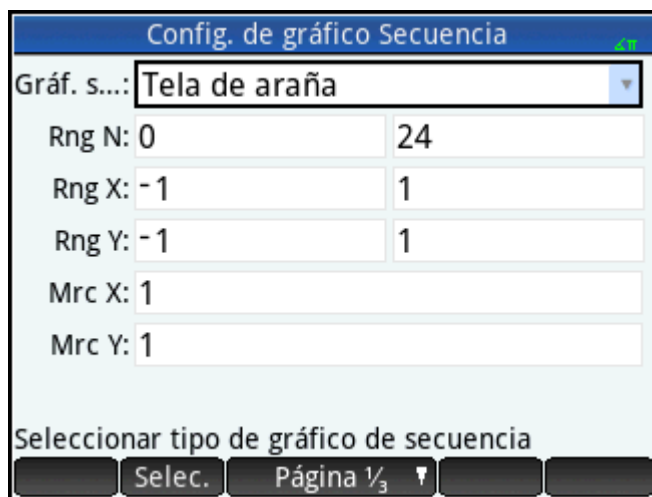 Config. de gráfico Secuencia ∡π
Gráf. s...: Tela de araña
Rng N: 0 24
Rng X: -1 1
Rng Y: -1 1
Mrc X: 1
Mrc Y: 1
Seleccionar tipo de gráfico de secuencia
Selec. Página ⅓